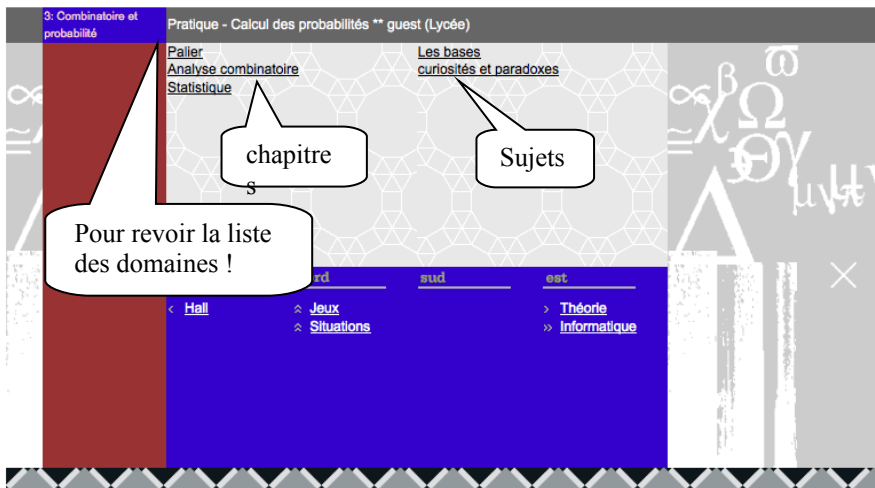 3: Combinatoire et
probabilité
Pratique - Calcul des probabilités ** guest (Lycée)
Palier
Analyse combinatoire
Statistique
Les bases
curiosités et paradoxes
chapitre
s
Sujets
Pour revoir la liste
des domaines !
rd
sud
est
< Hall
Jeux
Situations
> Théorie
» Informatique
β ϖ
∝ χ Ω
≅ Э Θ γ
Λ μ